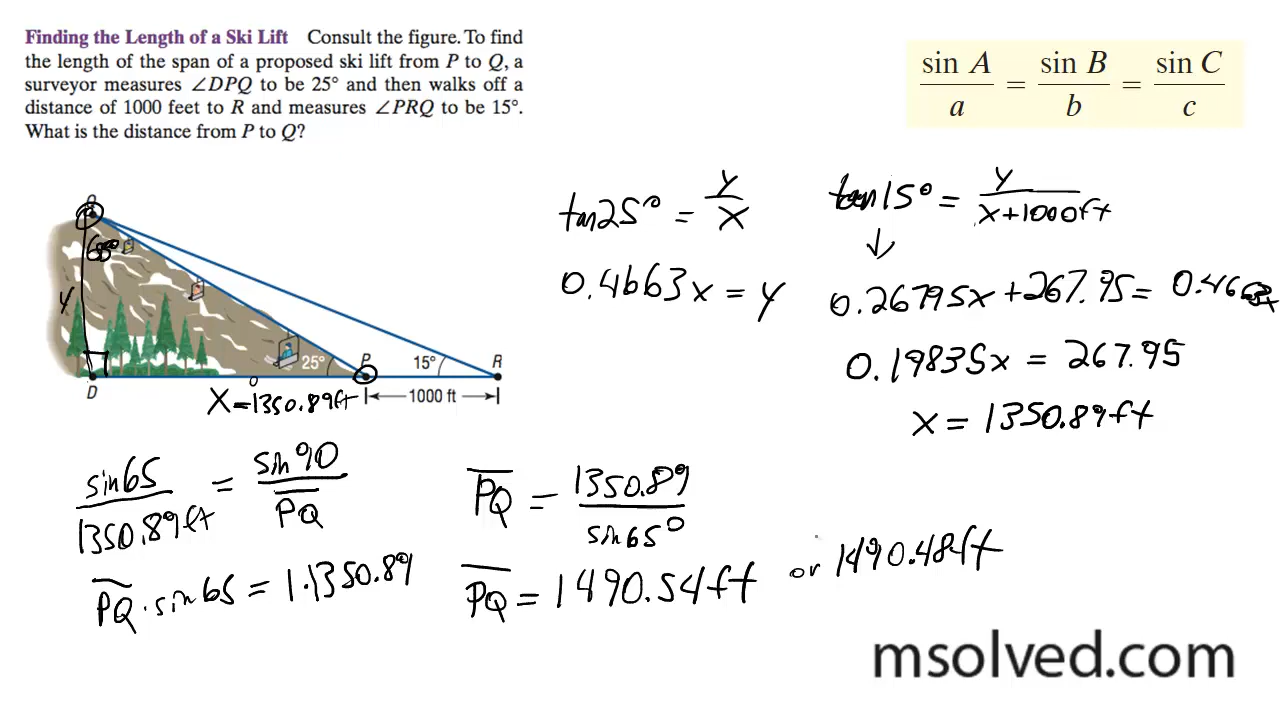 Finding the Length of a Ski Lift Consult the figure. To find
the length of the span of a proposed ski lift from P to Q, a
surveyor measures ∠DPQ to be 25° and then walks off a
distance of 1000 feet to R and measures ∠PRQ to be 15°.
What is the distance from P to Q?
sin A / a = sin B / b = sin C / c
tan25° = y/x
0.4663x = y
tan15° = y/(x+1000ft)
0.26795x + 267.95 = 0.4663x
0.19835x = 267.95
x = 1350.89ft
65°
y
25°
P
15°
R
D
X=1350.89ft
1000 ft
sin65/1350.89ft = sin90/PQ
PQ · sin65 = 1·1350.89
PQ = 1350.89/sin65°
PQ = 1490.54ft or 1490.48ft
msolved.com